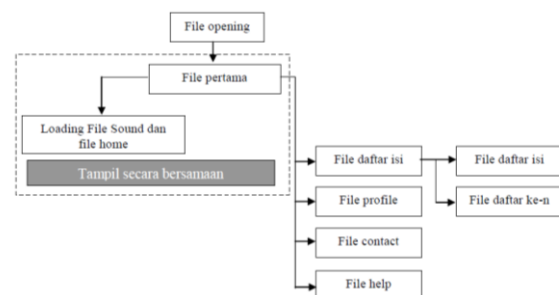 File opening
File pertama
Loading File Sound dan
file home
Tampil secara bersamaan
File daftar isi
File daftar isi
File profile
File daftar ke-n
File contact
File help